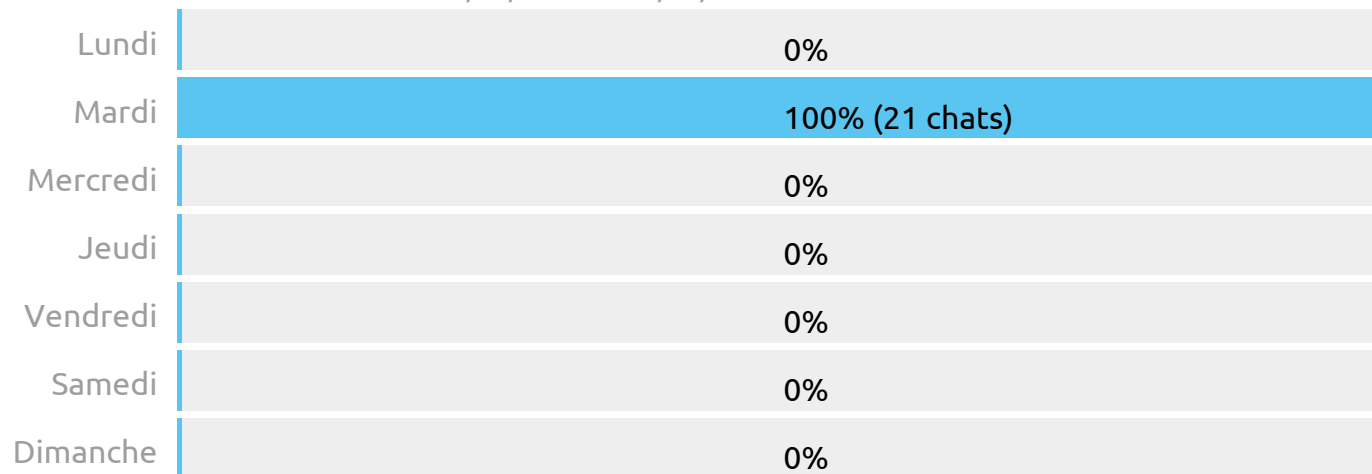 Lundi 0%
Mardi 100% (21 chats)
Mercredi 0%
Jeudi 0%
Vendredi 0%
Samedi 0%
Dimanche 0%